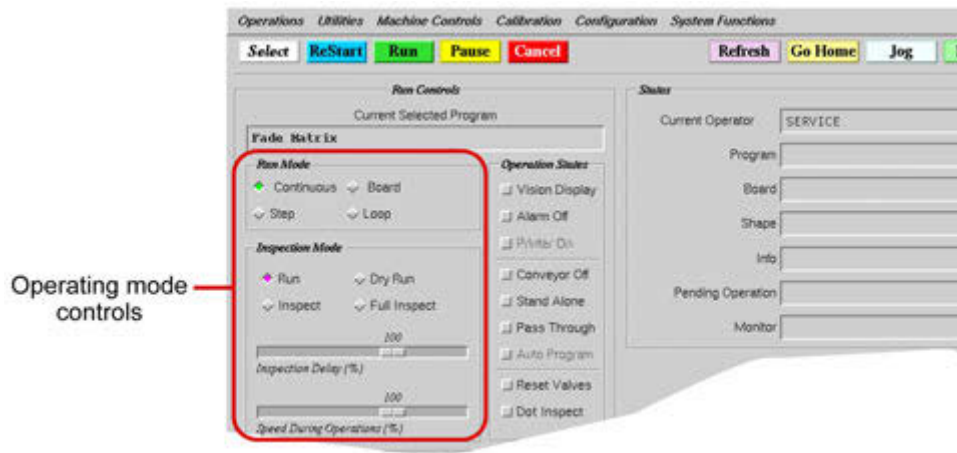 Operations Utilities Machine Controls Calibration Configuration System Functions
Select ReStart Run Pause Cancel Refresh Go Home Jog
Run Controls
Current Selected Program
Fade Matrix
Run Mode
Continuous Board
Step Loop
Inspection Mode
Run Dry Run
Inspect Full Inspect
100
Inspection Delay (%)
100
Speed During Operations (%)
Operation States
Vision Display
Alarm Off
Printer On
Conveyor Off
Stand Alone
Pass Through
Auto Program
Reset Valves
Dot Inspect
Status
Current Operator SERVICE
Program
Board
Shape
Info
Pending Operation
Monitor
Operating mode
controls